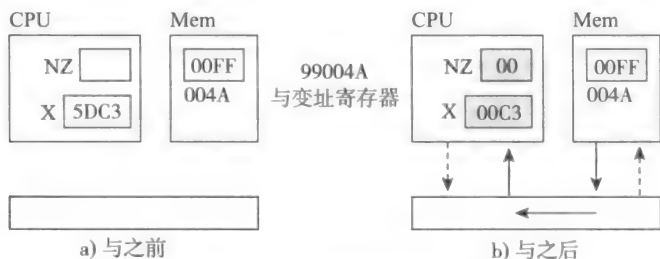 CPU
Mem
NZ
00FF
004A
X
5DC3
a) 与之前
99004A
与变址寄存器
CPU
Mem
NZ
00
00FF
004A
X
00C3
b) 与之后